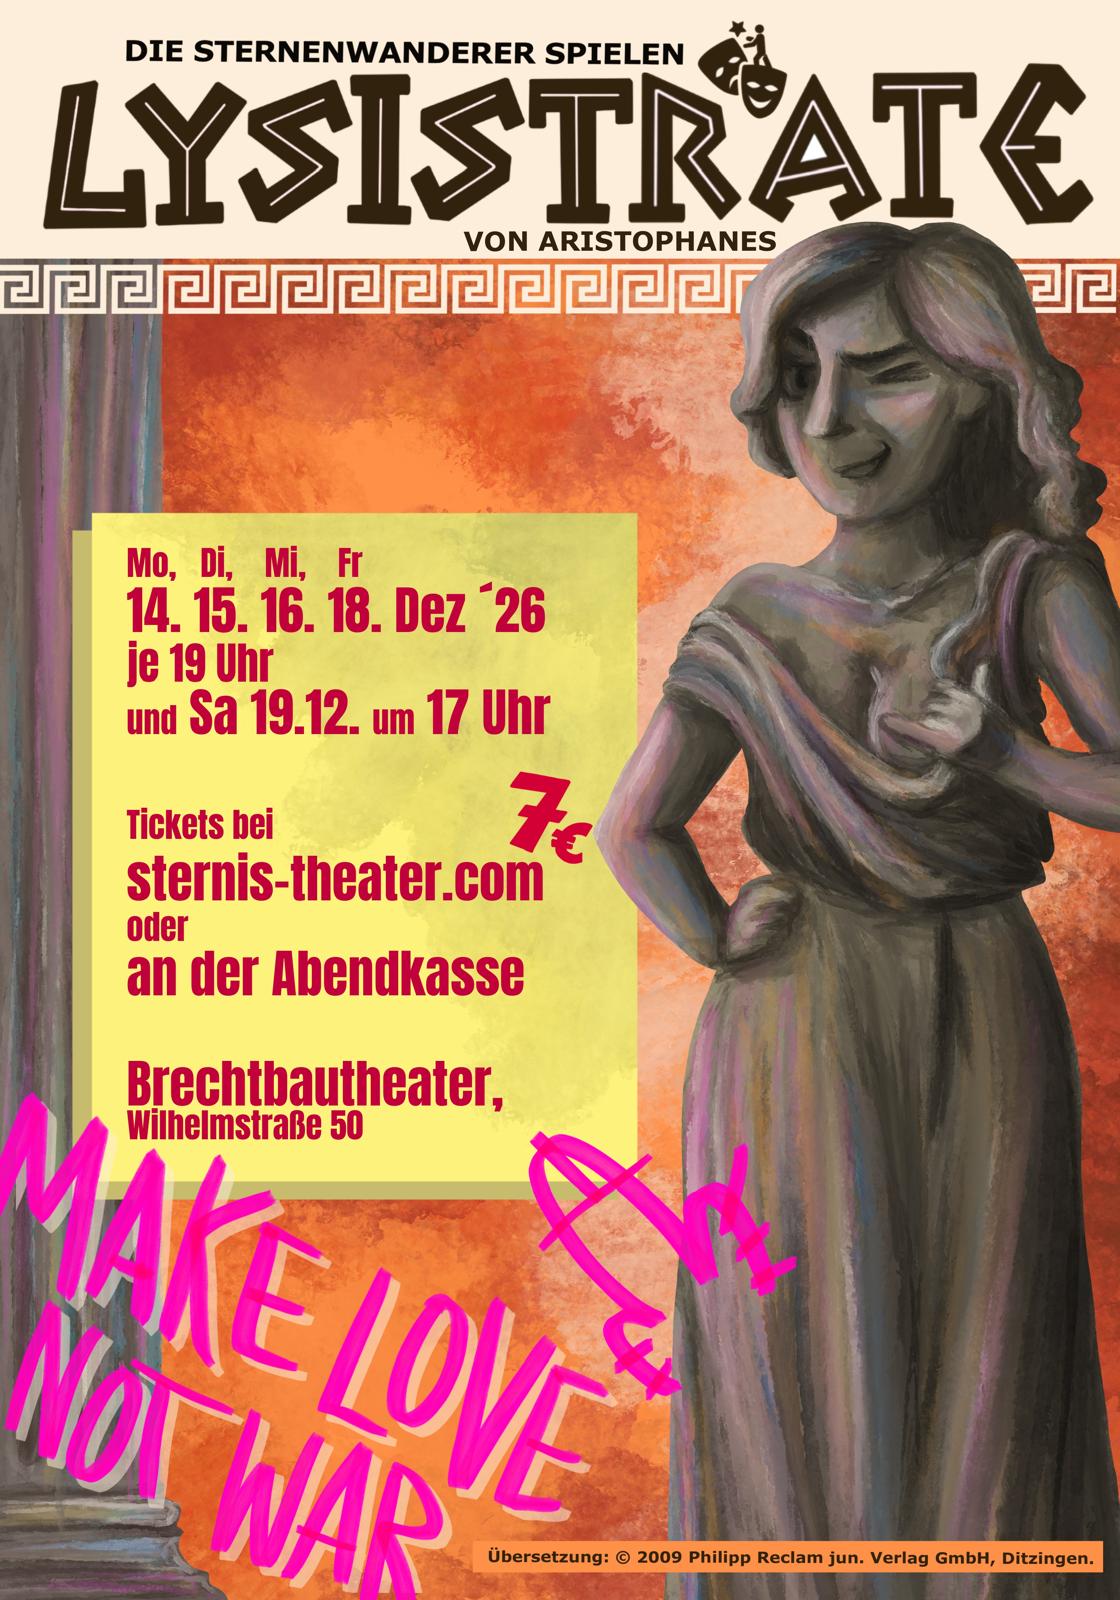 DIE STERNENWANDERER SPIELEN
LYSISTRATE
VON ARISTOPHANES
Mo, Di, Mi, Fr
14. 15. 16. 18. Dez ´26
je 19 Uhr
und Sa 19.12. um 17 Uhr
7€
Tickets bei
sternis-theater.com
oder
an der Abendkasse
Brechtbautheater,
Wilhelmstraße 50
MAKE LOVE
NOT WAR
Übersetzung: © 2009 Philipp Reclam jun. Verlag GmbH, Ditzingen.